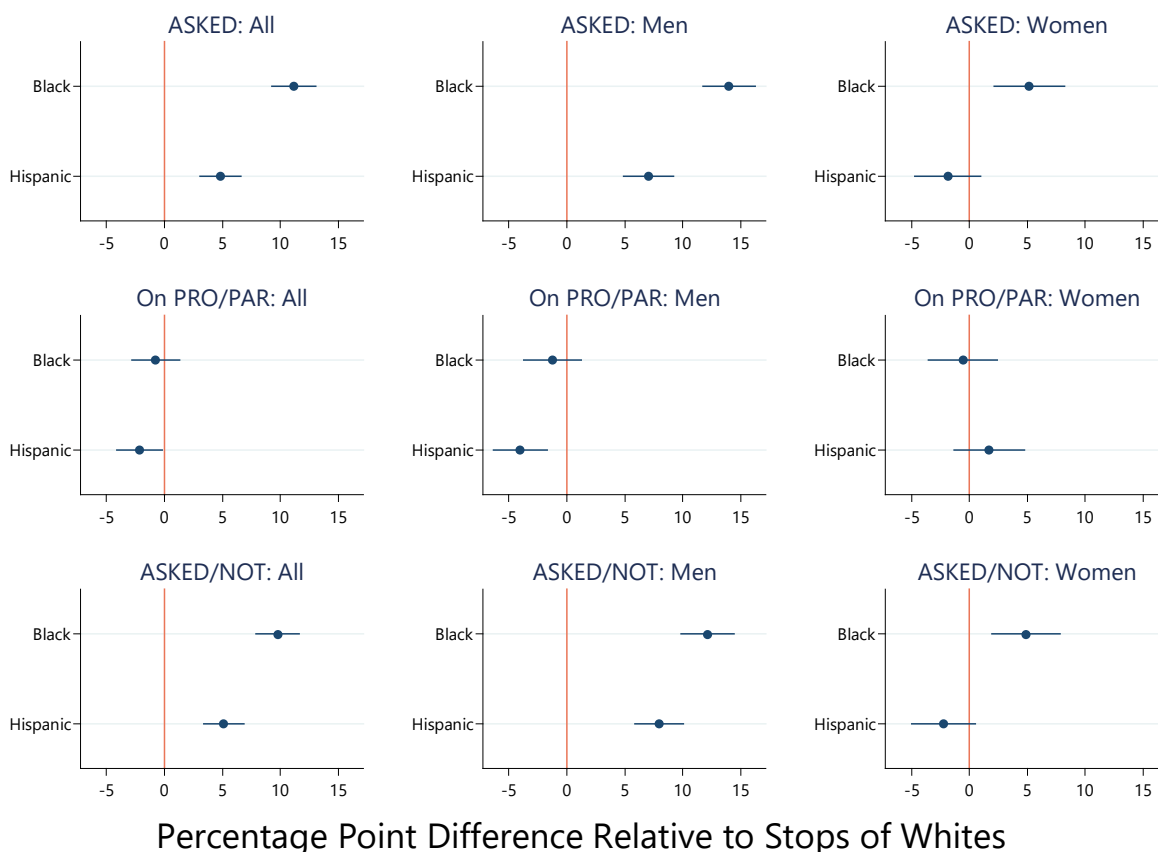 ASKED: All
ASKED: Men
ASKED: Women
Black
Black
Black
Hispanic
Hispanic
Hispanic
-5 0 5 10 15
-5 0 5 10 15
-5 0 5 10 15
On PRO/PAR: All
On PRO/PAR: Men
On PRO/PAR: Women
Black
Black
Black
Hispanic
Hispanic
Hispanic
-5 0 5 10 15
-5 0 5 10 15
-5 0 5 10 15
ASKED/NOT: All
ASKED/NOT: Men
ASKED/NOT: Women
Black
Black
Black
Hispanic
Hispanic
Hispanic
-5 0 5 10 15
-5 0 5 10 15
-5 0 5 10 15
Percentage Point Difference Relative to Stops of Whites